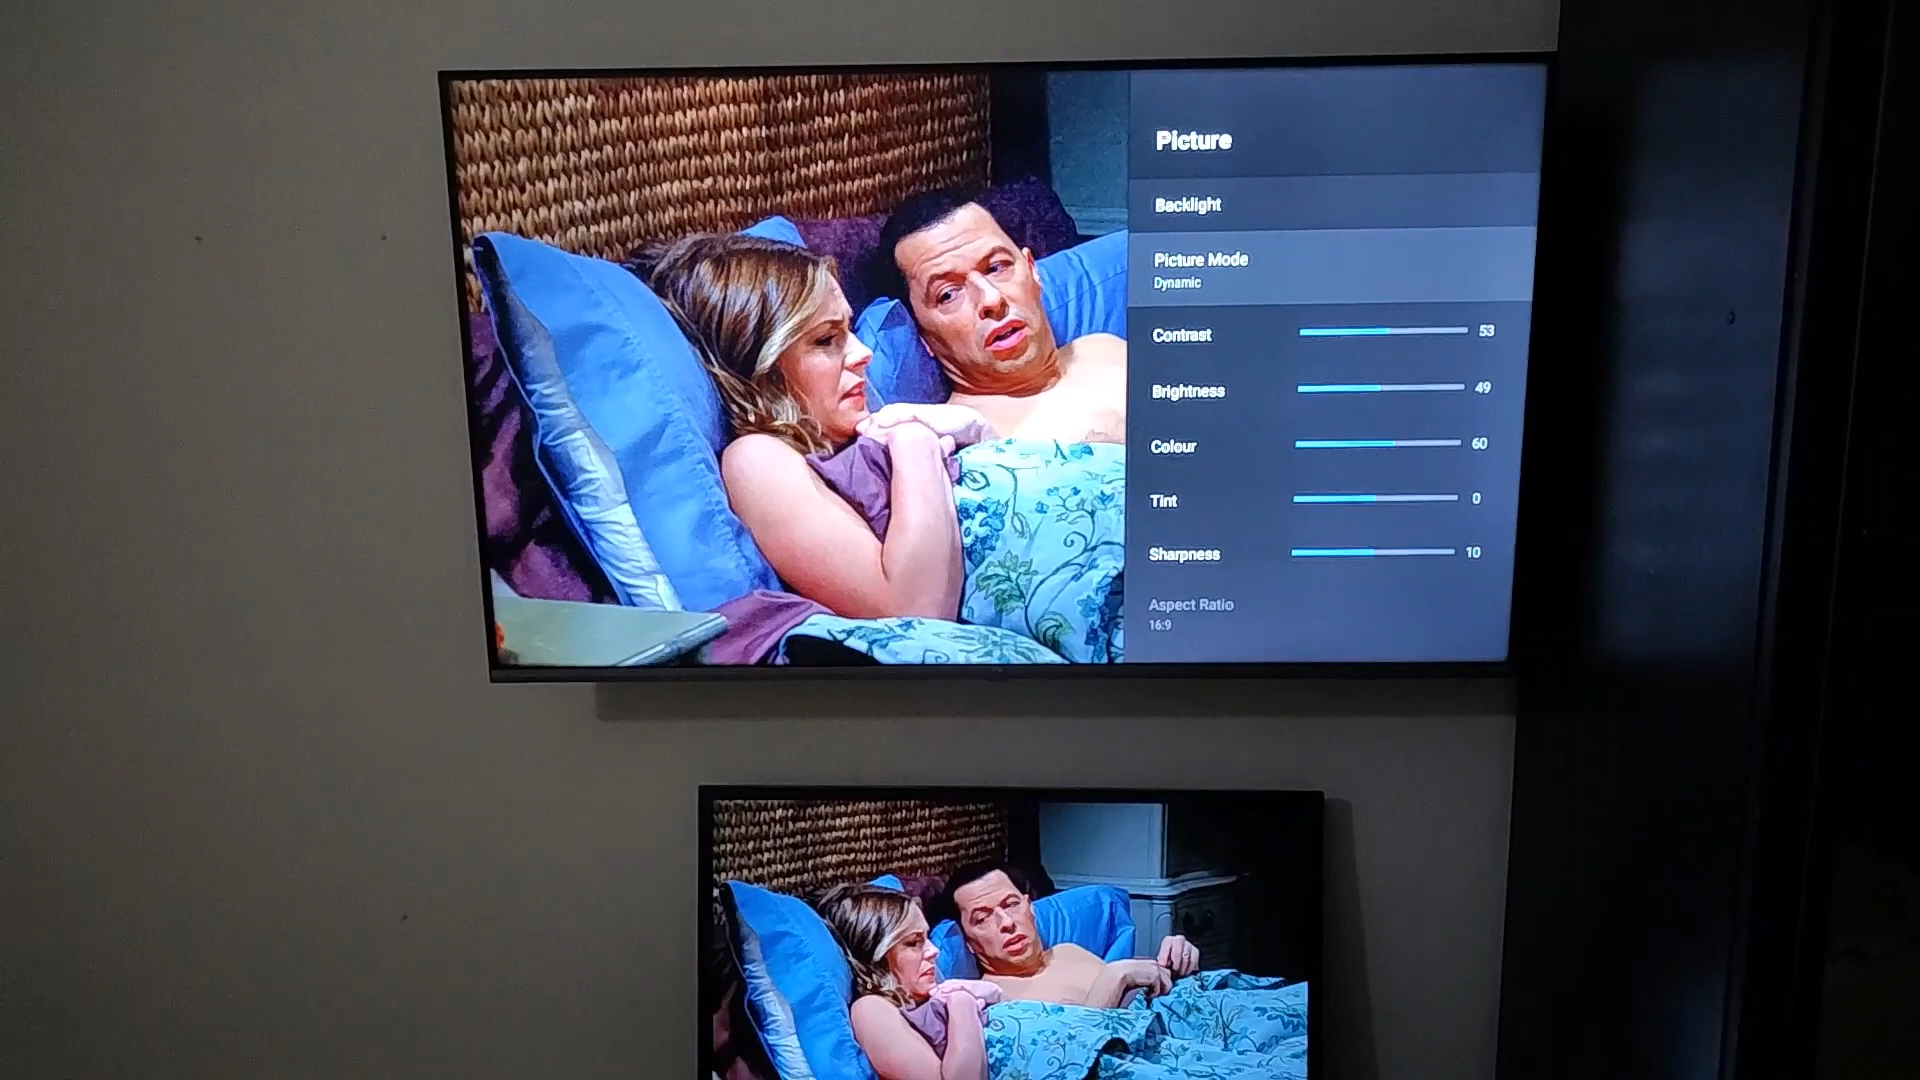 Picture
Backlight
Picture Mode
Dynamic
Contrast 53
Brightness 49
Colour 60
Tint 0
Sharpness 10
Aspect Ratio
16:9